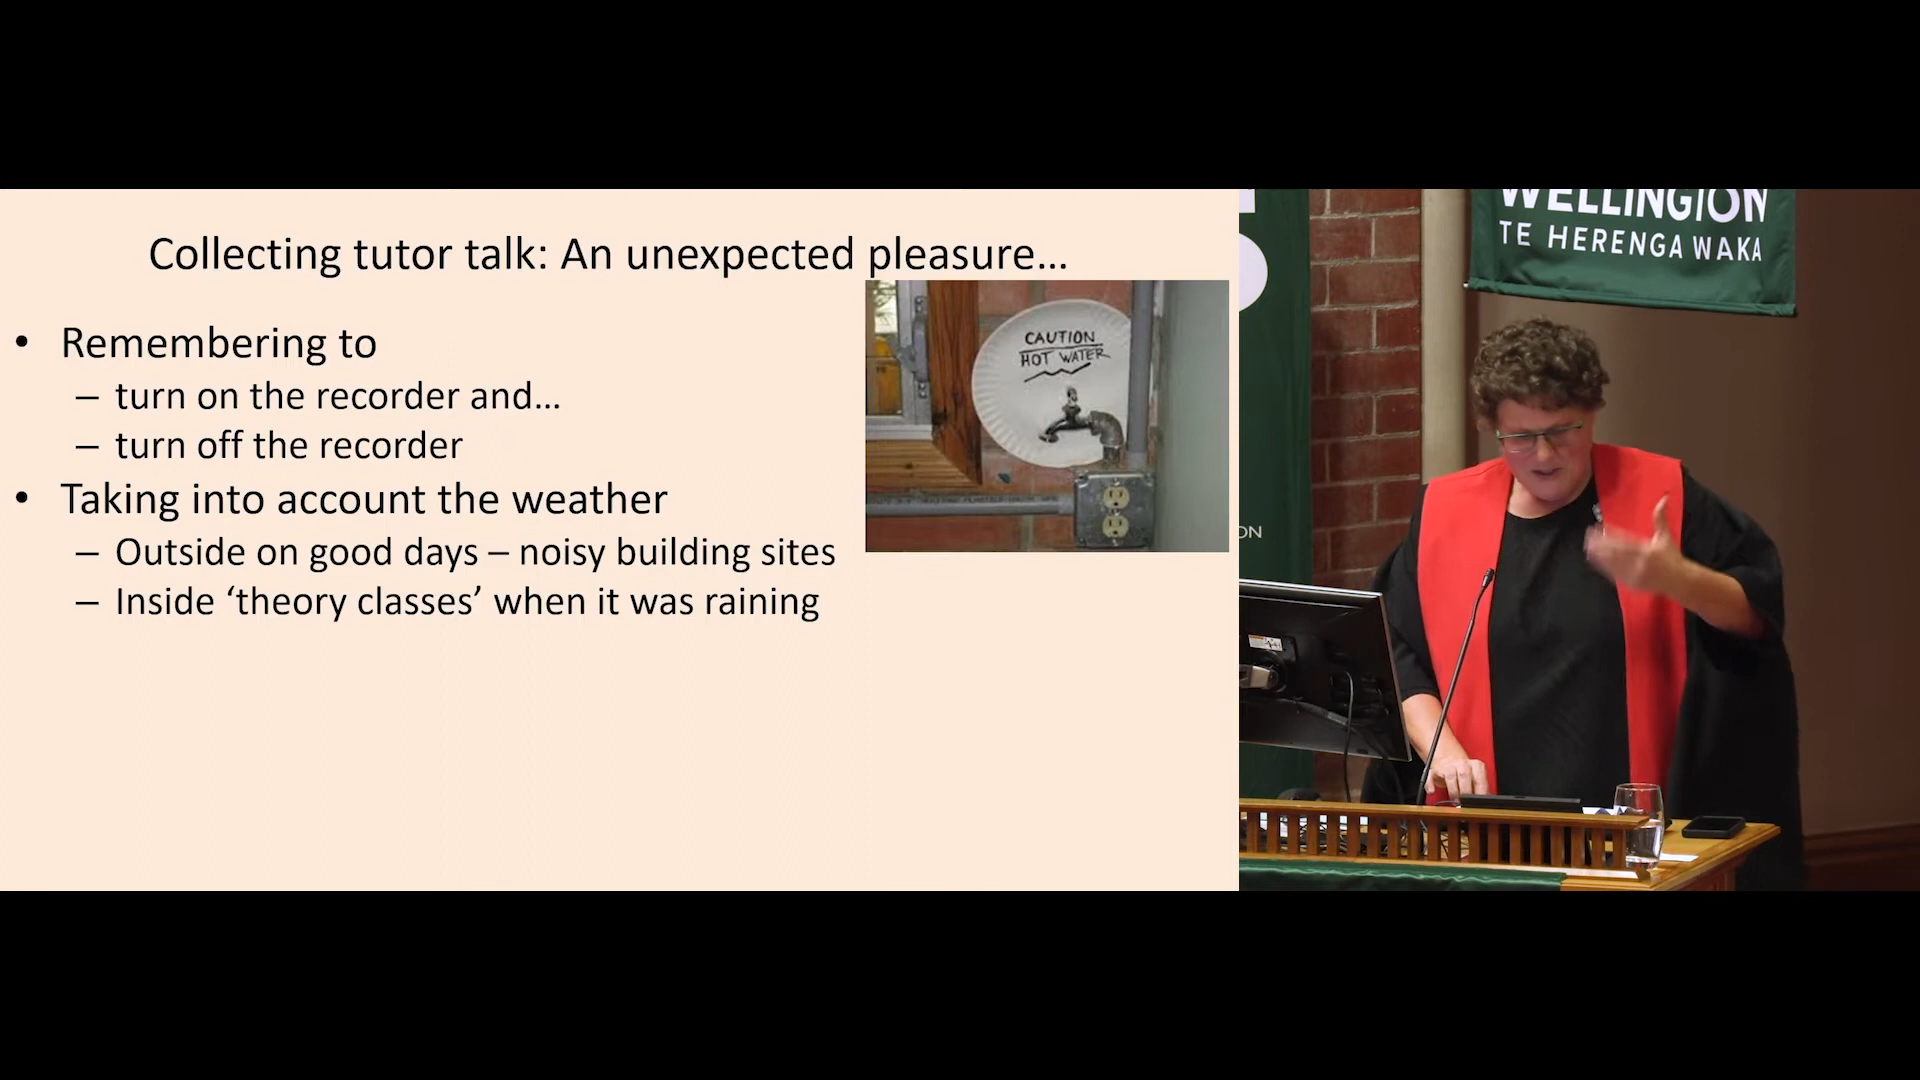 Collecting tutor talk: An unexpected pleasure...
• Remembering to
– turn on the recorder and...
– turn off the recorder
• Taking into account the weather
– Outside on good days – noisy building sites
– Inside ‘theory classes’ when it was raining
CAUTION
HOT WATER
WELLINGTON
TE HERENGA WAKA
ON